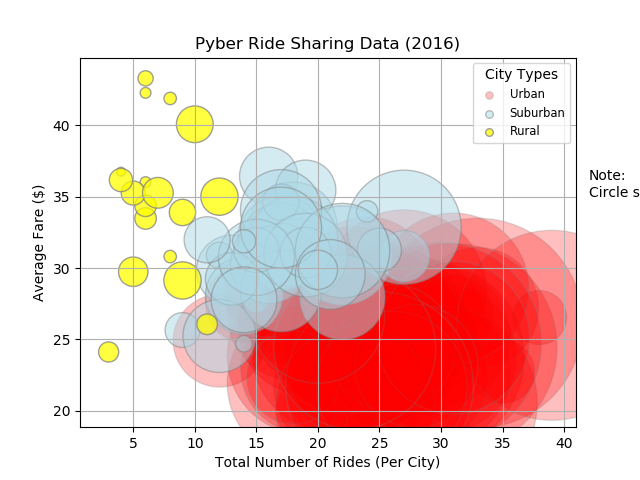 Pyber Ride Sharing Data (2016)
City Types
Urban
Suburban
Rural
Note:
Circle s
Average Fare ($)
40
35
30
25
20
5 10 15 20 25 30 35 40
Total Number of Rides (Per City)